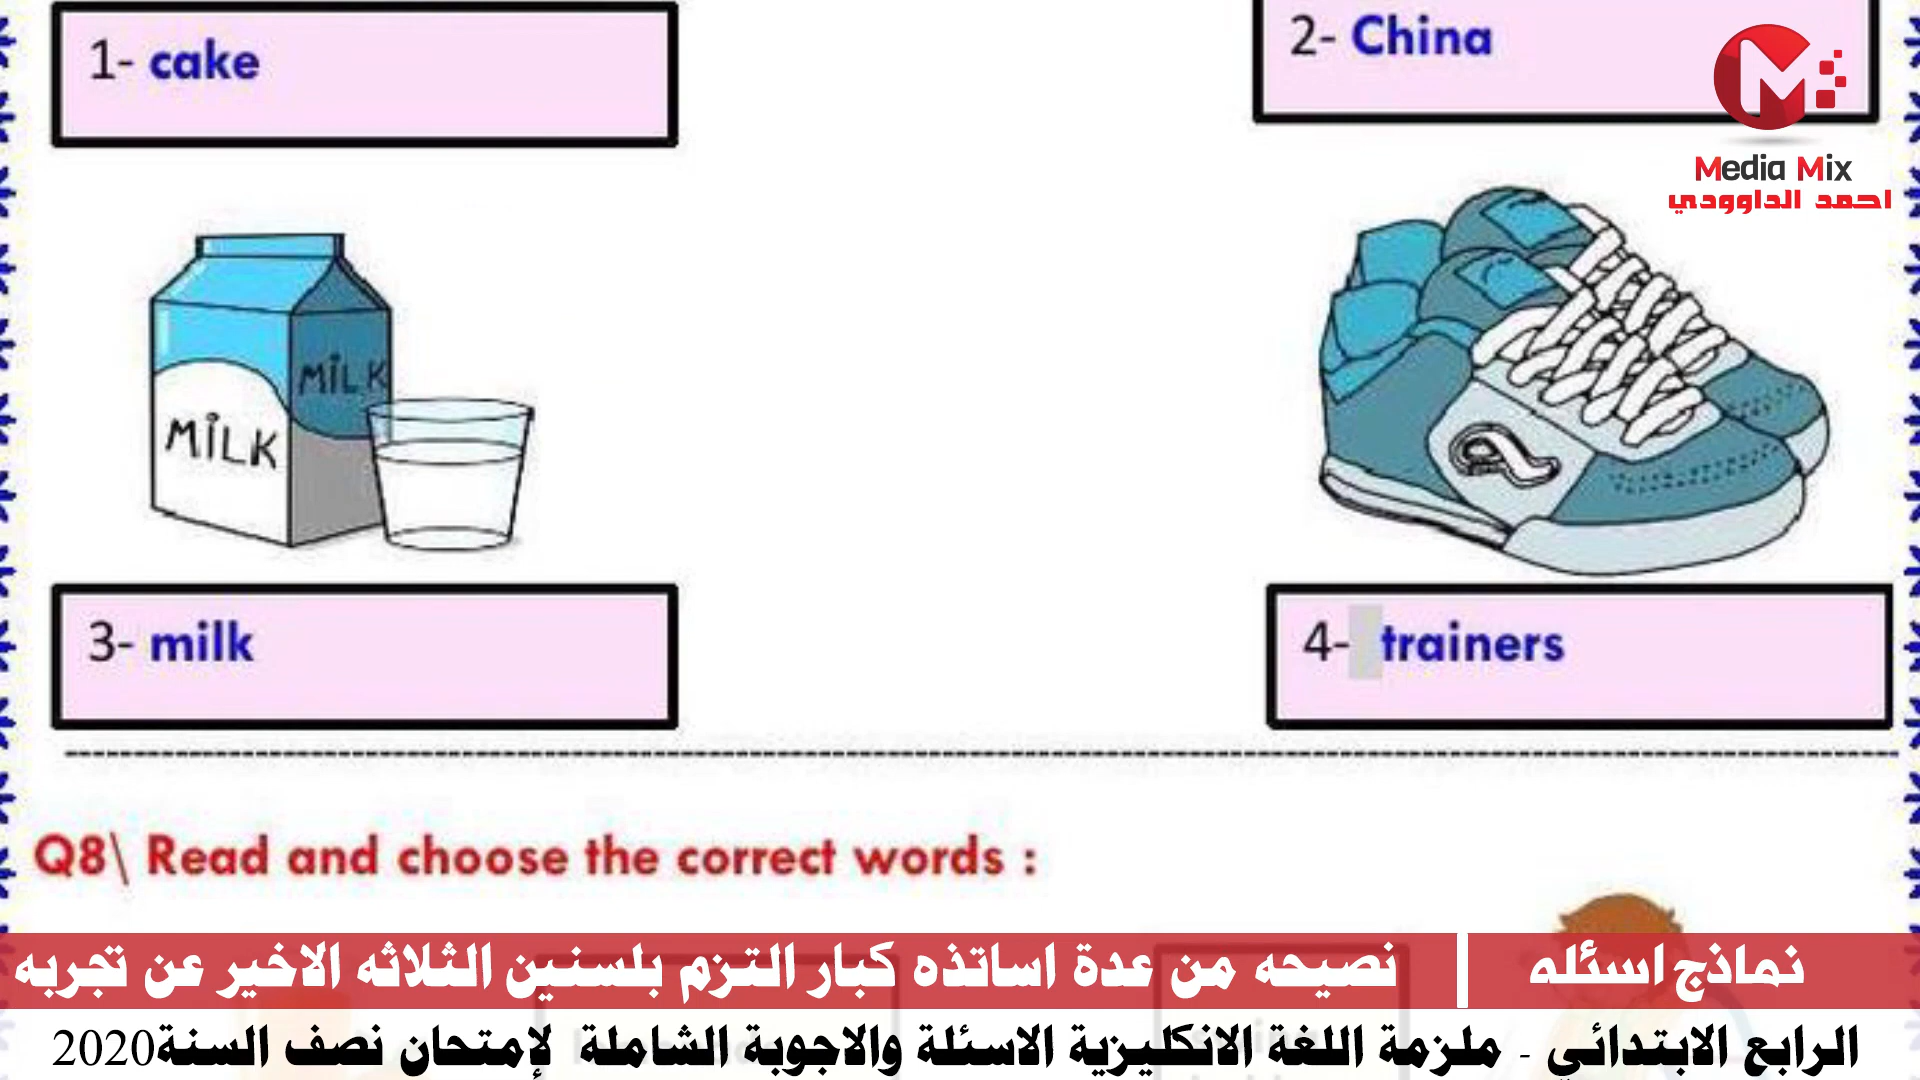 1- cake
2- China
Media Mix
احمد الداوودي
MiLK
MiLK
3- milk
4- trainers
Q8\ Read and choose the correct words :
نماذج اسئله | نصيحه من عدة اساتذه كبار التزم بلسنين الثلاثه الاخير عن تجربه
الرابع الابتدائي - ملزمة اللغة الانكليزية الاسئلة والاجوبة الشاملة لإمتحان نصف السنة2020